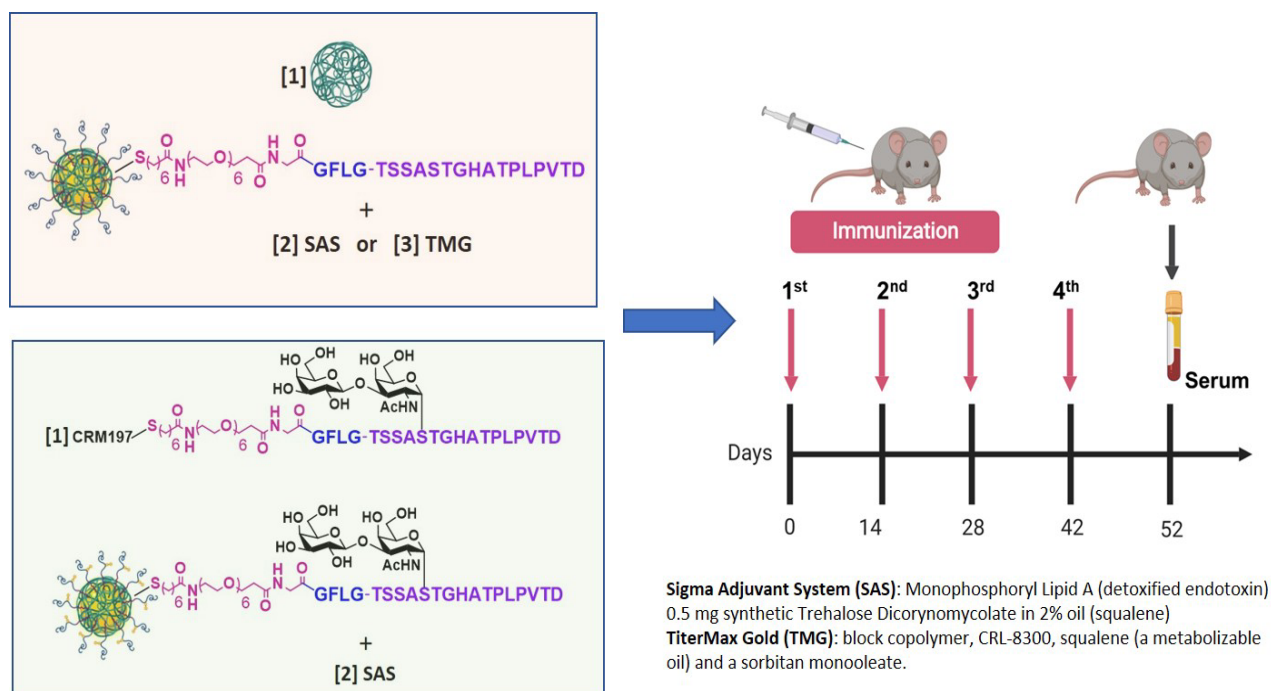 [1]
S
6
O
N
H
O
6
O
H
N
O
GFLG-TSSASTGHATPLPVTD
+
[2] SAS or [3] TMG
HO OH
HO OH
O
HO
O
O
HO
OH
AcHN
[1] CRM197
S
6
O
N
H
O
6
O
H
N
O
GFLG-TSSASTGHATPLPVTD
HO OH
HO OH
O
HO
O
O
HO
OH
AcHN
S
6
O
N
H
O
6
O
H
N
O
GFLG-TSSASTGHATPLPVTD
+
[2] SAS
Immunization
1st 2nd 3rd 4th
Serum
Days
0 14 28 42 52
Sigma Adjuvant System (SAS): Monophosphoryl Lipid A (detoxified endotoxin)
0.5 mg synthetic Trehalose Dicorynomycolate in 2% oil (squalene)
TiterMax Gold (TMG): block copolymer, CRL-8300, squalene (a metabolizable
oil) and a sorbitan monooleate.